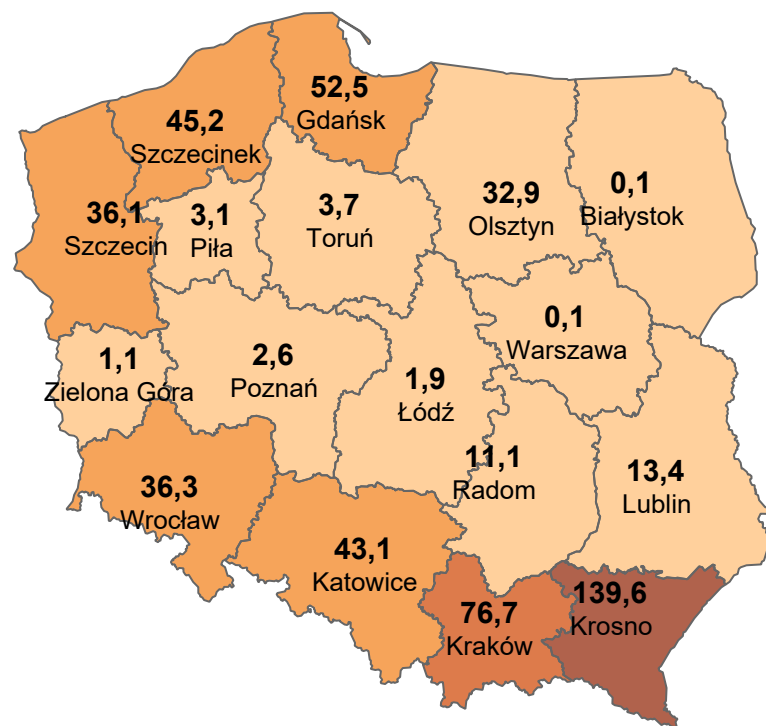 52,5
Gdańsk
45,2
Szczecinek
32,9
Olsztyn
0,1
Białystok
36,1
Szczecin
3,1
Piła
3,7
Toruń
0,1
Warszawa
1,1
Zielona Góra
2,6
Poznań
1,9
Łódź
11,1
Radom
13,4
Lublin
36,3
Wrocław
43,1
Katowice
76,7
Kraków
139,6
Krosno